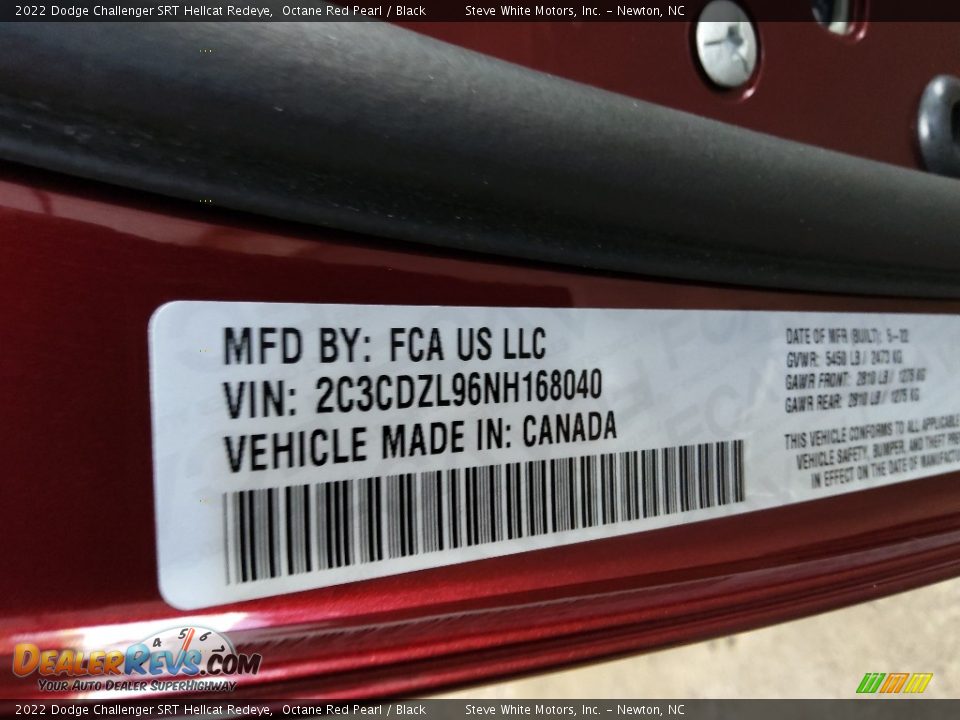 2022 Dodge Challenger SRT Hellcat Redeye, Octane Red Pearl / Black Steve White Motors, Inc. - Newton, NC
MFD BY: FCA US LLC
VIN: 2C3CDZL96NH168040
VEHICLE MADE IN: CANADA
DATE OF MFR (BUILT): 5-22
GVWR: 5450 LB / 2473 KG
GAWR FRONT: 2810 LB / 1275 KG
GAWR REAR: 2810 LB / 1275 KG
THIS VEHICLE CONFORMS TO ALL APPLICABLE
VEHICLE SAFETY, BUMPER, AND THEFT
IN EFFECT ON THE DATE OF
4 5 6
DEALERREVS.COM
YOUR AUTO DEALER SUPERHIGHWAY
2022 Dodge Challenger SRT Hellcat Redeye, Octane Red Pearl / Black Steve White Motors, Inc. - Newton, NC